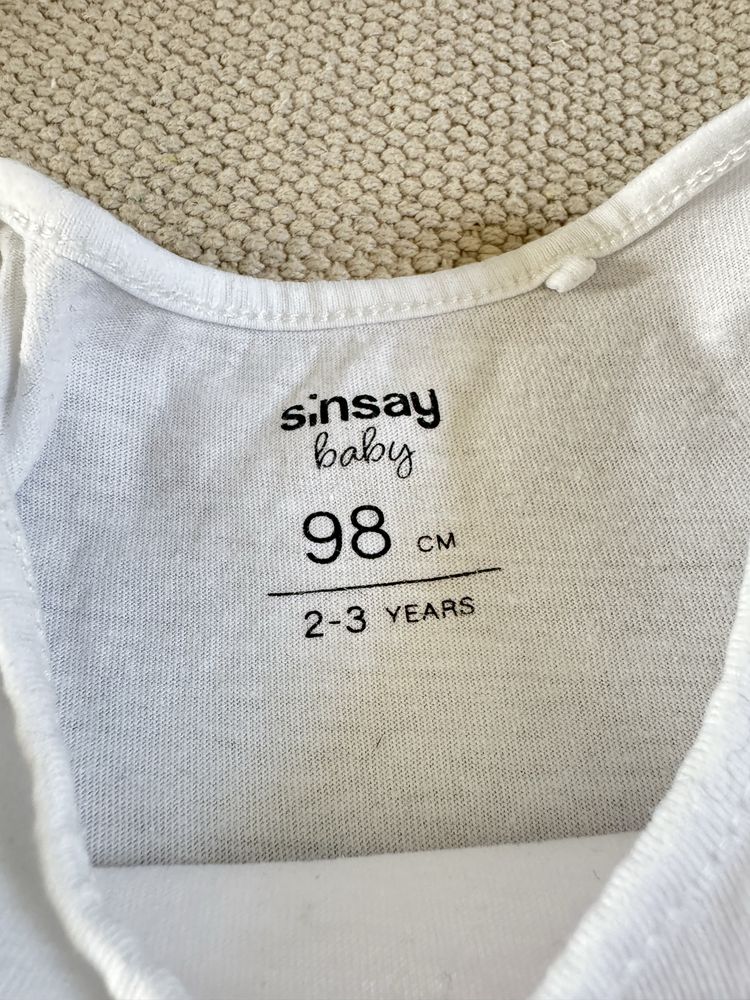 sinsay
baby
98 CM
2-3 YEARS